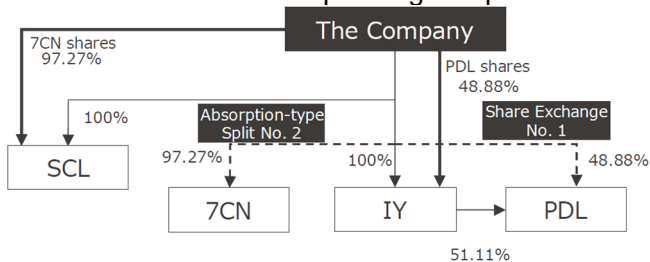 The Company
7CN shares
97.27%
PDL shares
48.88%
100%
Absorption-type
Split No. 2
Share Exchange
No. 1
97.27%
100%
48.88%
SCL
7CN
IY
PDL
51.11%